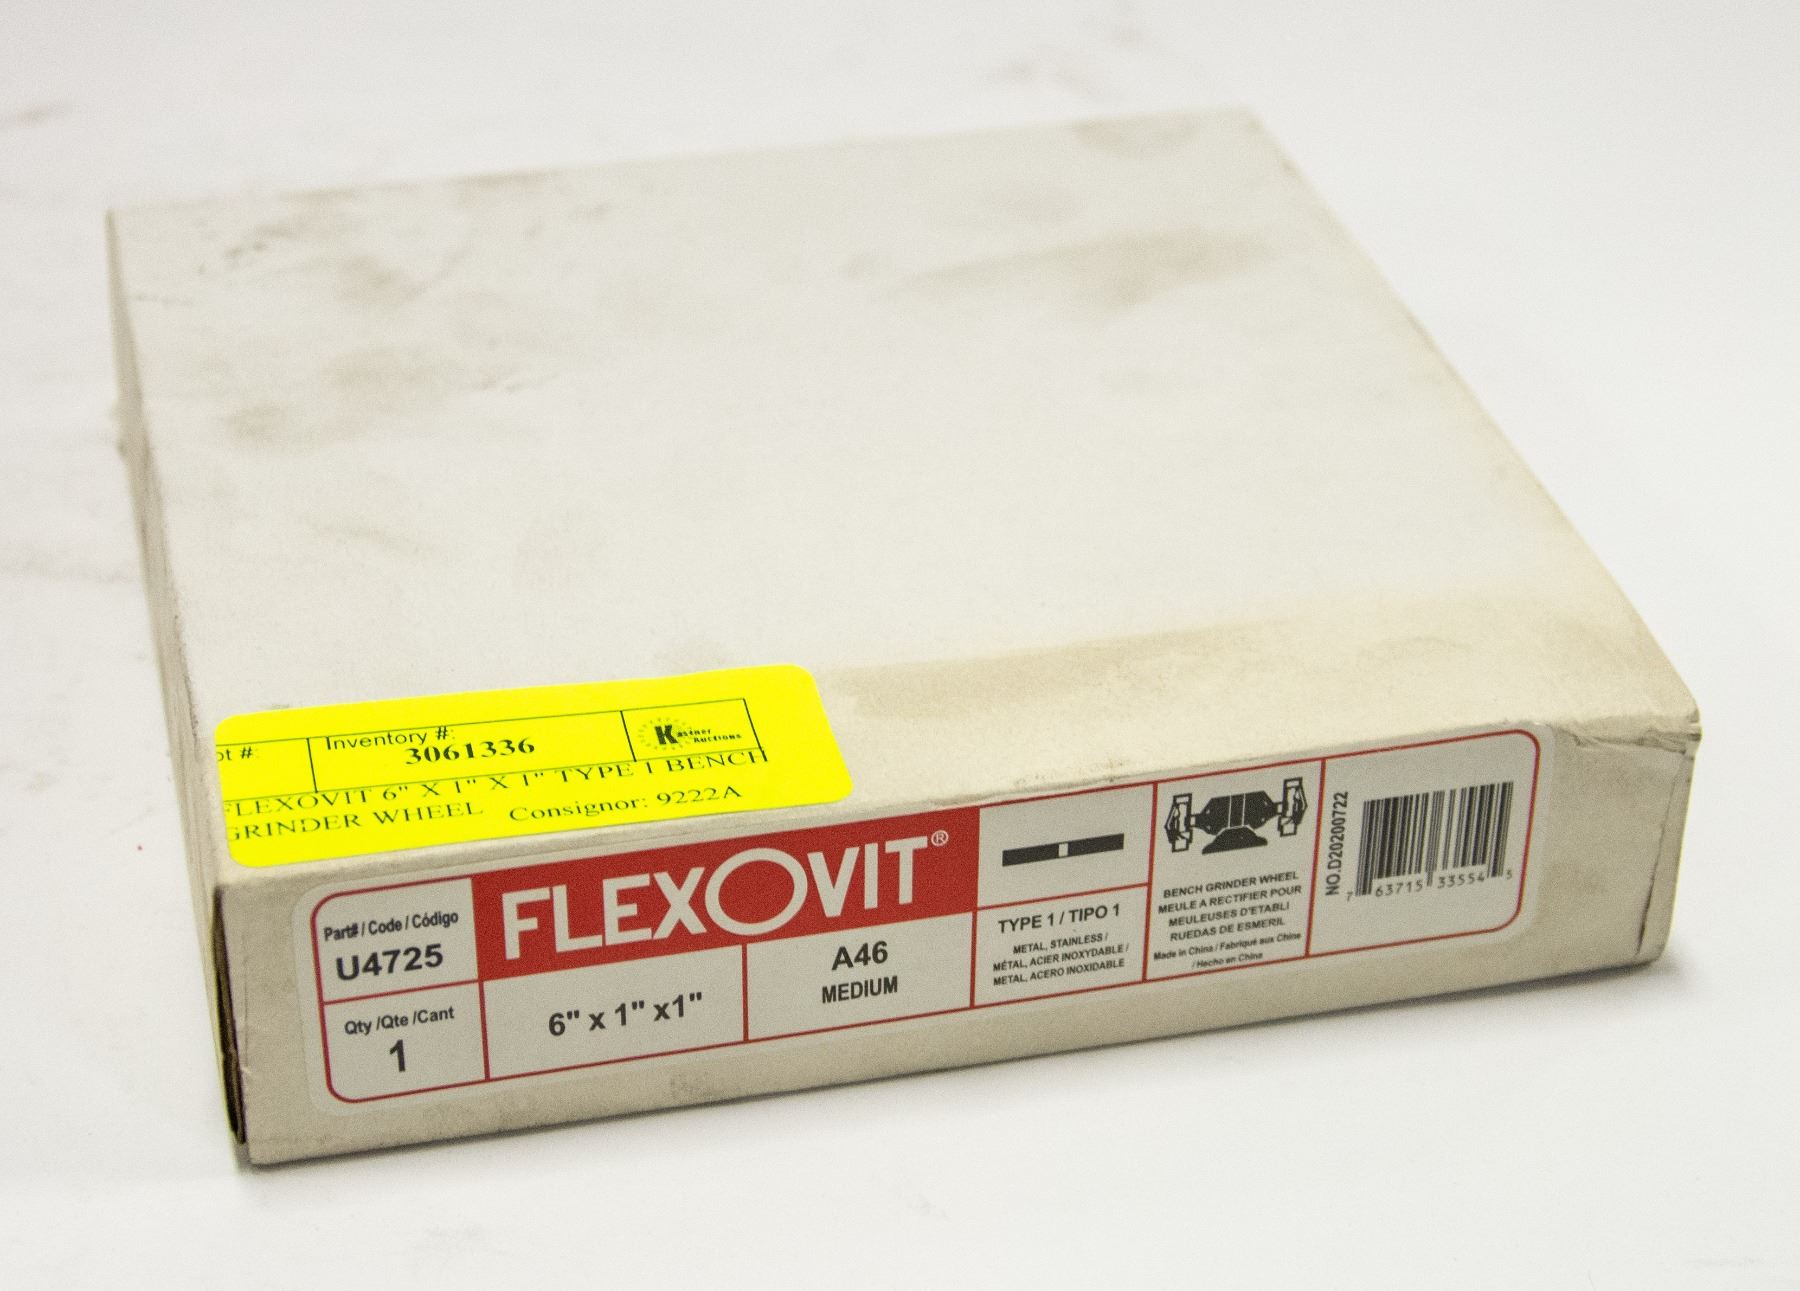 ot #:
Inventory #:
3061336
Kastner
Auctions
FLEXOVIT 6" X 1" X 1" TYPE 1 BENCH
GRINDER WHEEL Consignor: 9222A
Part# / Code / Código
U4725
Qty /Qte /Cant
1
FLEXOVIT®
6" x 1" x1"
A46
MEDIUM
TYPE 1 / TIPO 1
METAL, STAINLESS /
MÉTAL, ACIER INOXYDABLE /
METAL, ACERO INOXIDABLE
BENCH GRINDER WHEEL
MEULE A RECTIFIER POUR
MEULEUSES D'ETABLI
RUEDAS DE ESMERIL
Made in China / Fabriqué aux Chine
/ Hecho en China
NO.D20200722
7 63715 33554 5